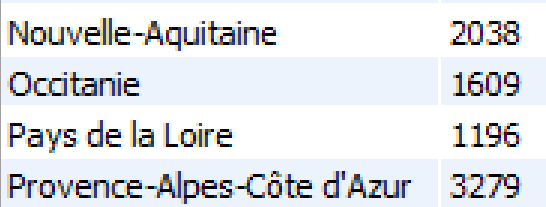 Nouvelle-Aquitaine 2038
Occitanie 1609
Pays de la Loire 1196
Provence-Alpes-Côte d'Azur 3279